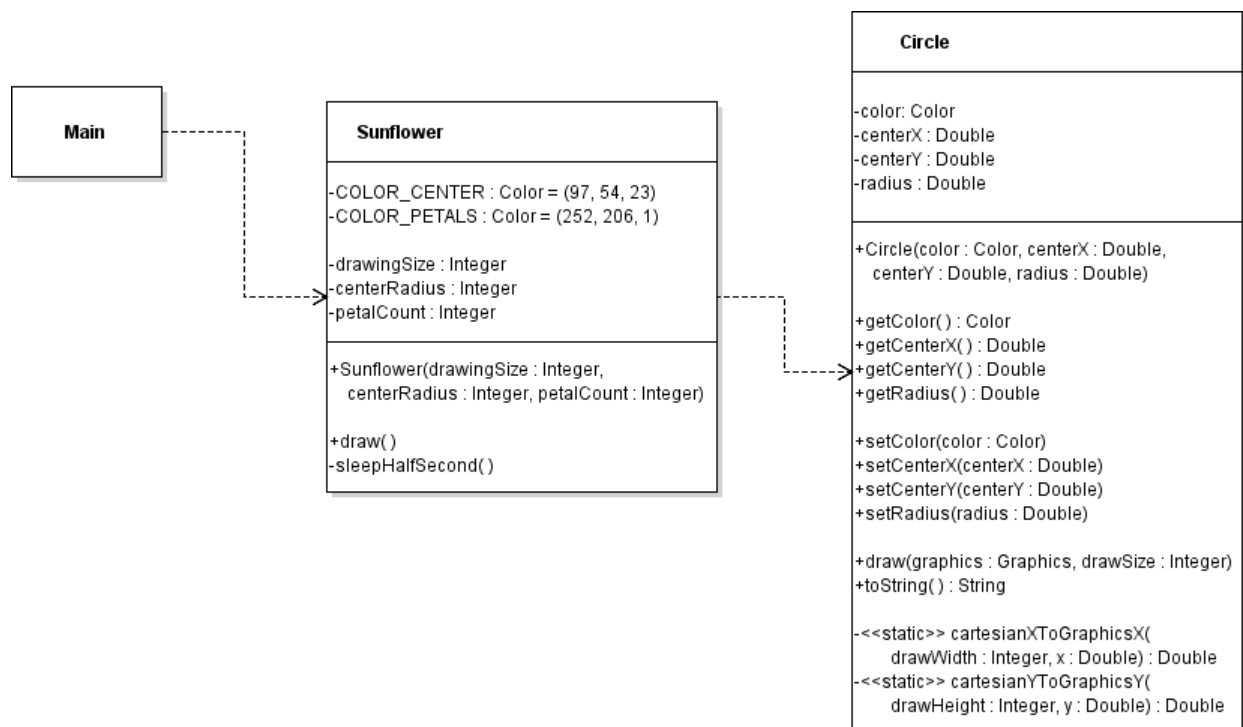 Main
Sunflower
-COLOR_CENTER : Color = (97, 54, 23)
-COLOR_PETALS : Color = (252, 206, 1)
-drawingSize : Integer
-centerRadius : Integer
-petalCount : Integer
+Sunflower(drawingSize : Integer,
centerRadius : Integer, petalCount : Integer)
+draw( )
-sleepHalfSecond( )
Circle
-color: Color
-centerX : Double
-centerY : Double
-radius : Double
+Circle(color : Color, centerX : Double,
centerY : Double, radius : Double)
+getColor( ) : Color
+getCenterX( ) : Double
+getCenterY( ) : Double
+getRadius( ) : Double
+setColor(color : Color)
+setCenterX(centerX : Double)
+setCenterY(centerY : Double)
+setRadius(radius : Double)
+draw(graphics : Graphics, drawSize : Integer)
+toString( ) : String
-<<static>> cartesianXToGraphicsX(
drawWidth : Integer, x : Double) : Double
-<<static>> cartesianYToGraphicsY(
drawHeight : Integer, y : Double) : Double